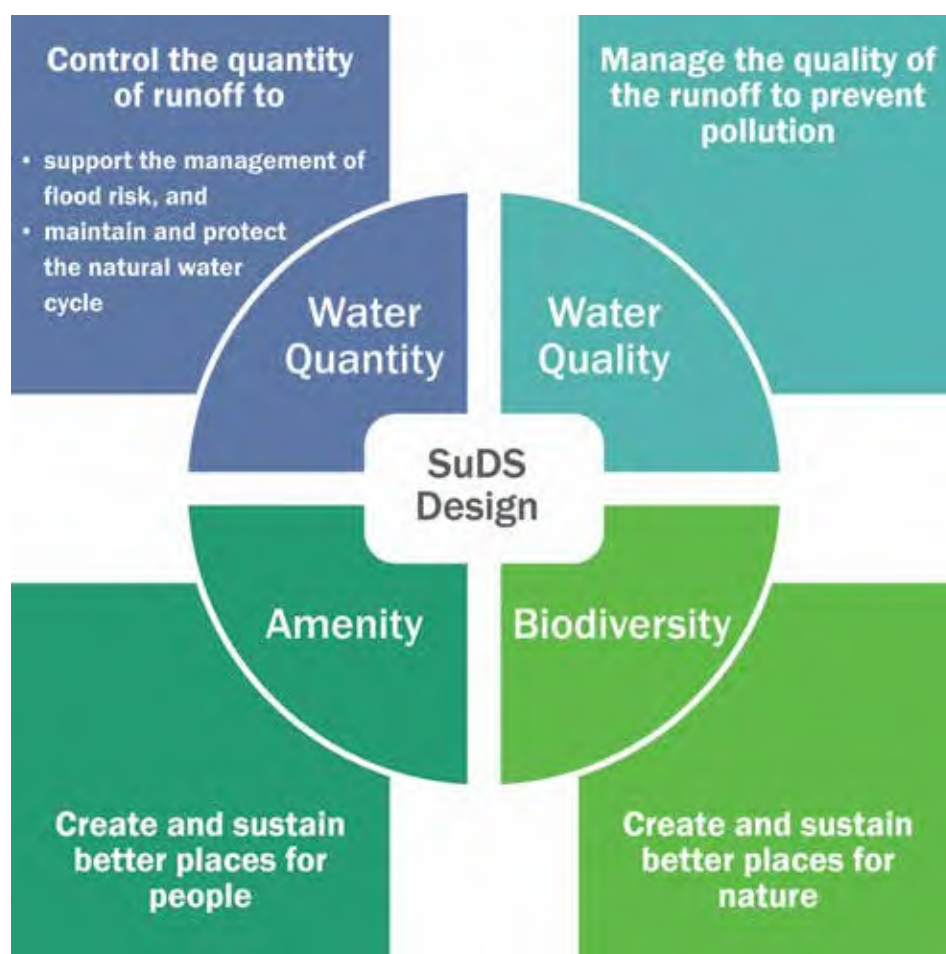 Control the quantity
of runoff to
• support the management of
flood risk, and
• maintain and protect
the natural water
cycle
Manage the quality of
the runoff to prevent
pollution
Water
Quantity
Water
Quality
SuDS
Design
Amenity
Biodiversity
Create and sustain
better places for
people
Create and sustain
better places for
nature